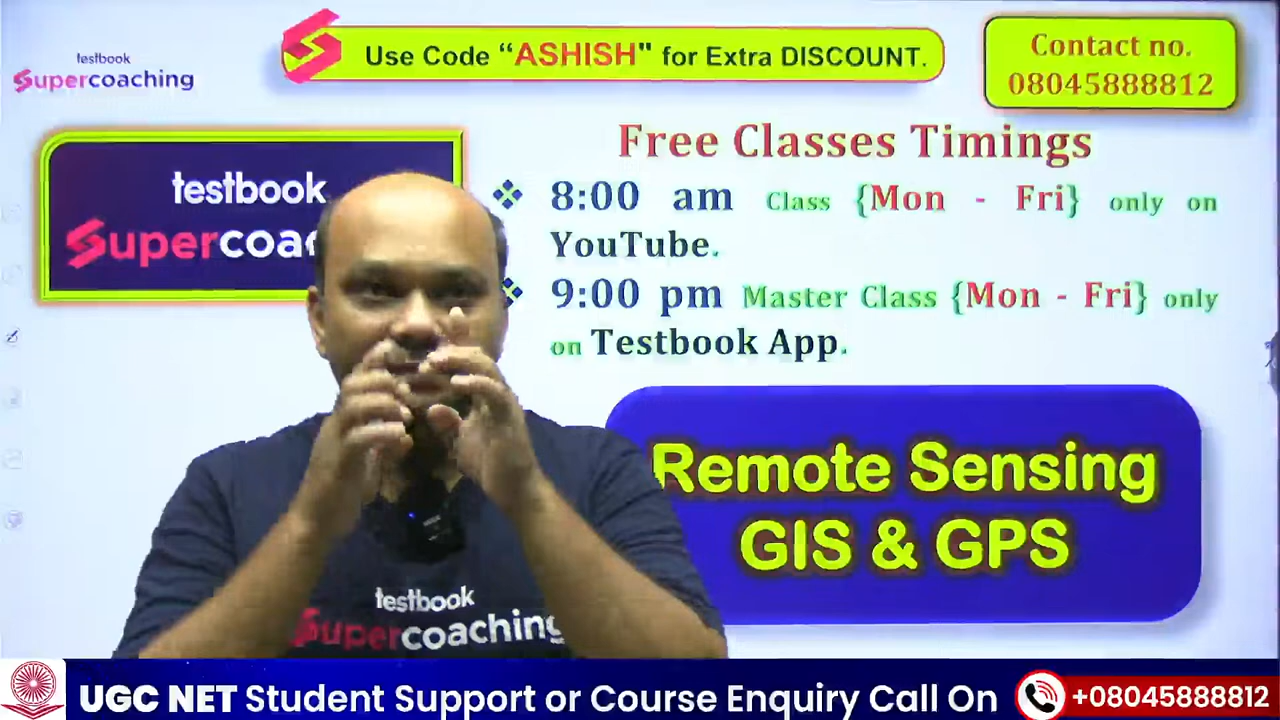 testbook
Supercoaching
Use Code “ASHISH" for Extra DISCOUNT.
Contact no.
08045888812
testbook
Supercoa
Free Classes Timings
8:00 am Class {Mon - Fri} only on
YouTube.
9:00 pm Master Class {Mon - Fri} only
on Testbook App.
Remote Sensing
GIS & GPS
testbook
Supercoaching
UGC NET Student Support or Course Enquiry Call On +08045888812